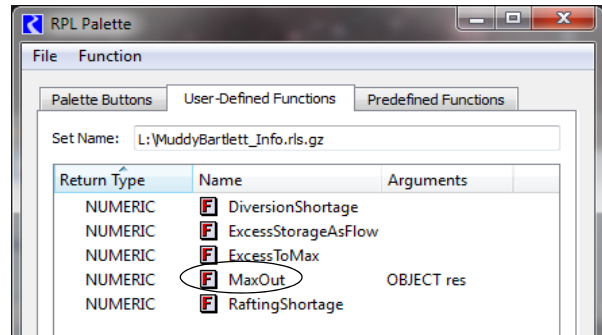 RPL Palette
File Function
Palette Buttons User-Defined Functions Predefined Functions
Set Name: L:\MuddyBartlett_Info.rls.gz
Return Type Name Arguments
NUMERIC F DiversionShortage
NUMERIC F ExcessStorageAsFlow
NUMERIC F ExcessToMax
NUMERIC F MaxOut OBJECT res
NUMERIC F RaftingShortage